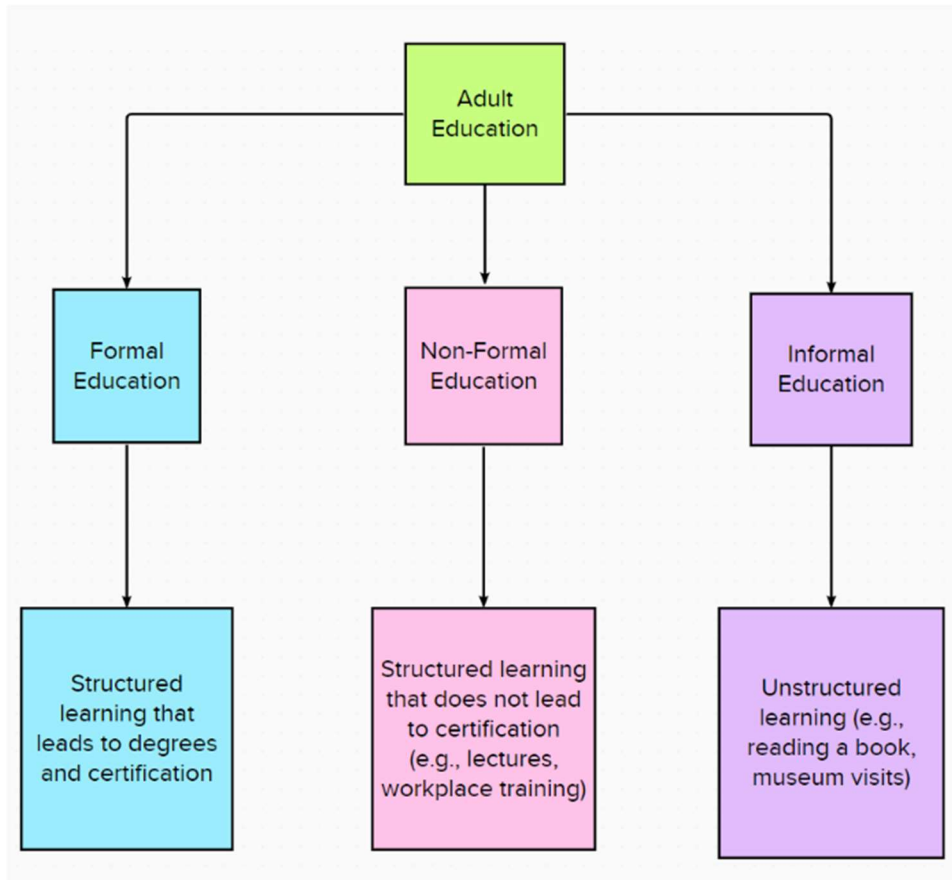 Adult
Education
Formal
Education
Non-Formal
Education
Informal
Education
Structured
learning that
leads to degrees
and certification
Structured learning
that does not lead
to certification
(e.g., lectures,
workplace training)
Unstructured
learning (e.g.,
reading a book,
museum visits)